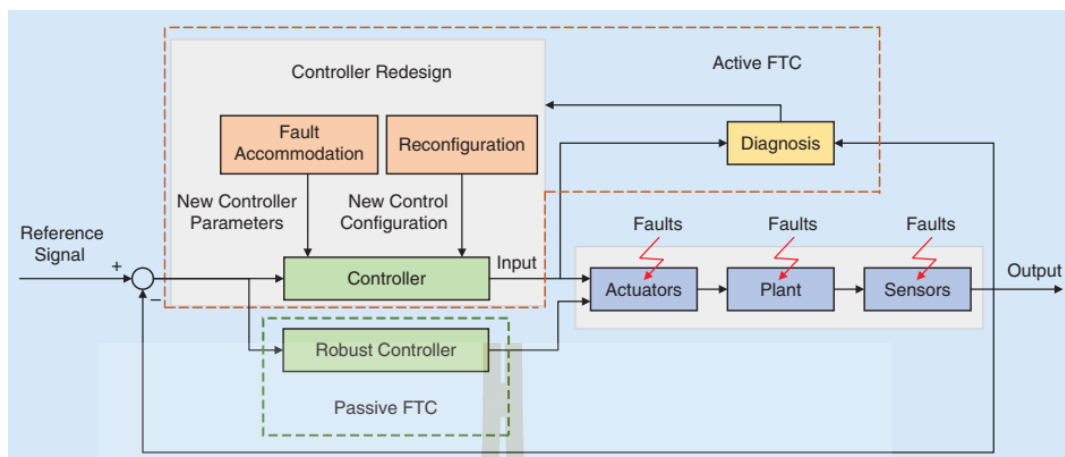 Controller Redesign
Active FTC
Fault
Accommodation
Reconfiguration
Diagnosis
New Controller
Parameters
New Control
Configuration
Reference
Signal
Faults
Faults
Faults
+
−
Controller
Input
Actuators
Plant
Sensors
Output
Robust Controller
Passive FTC